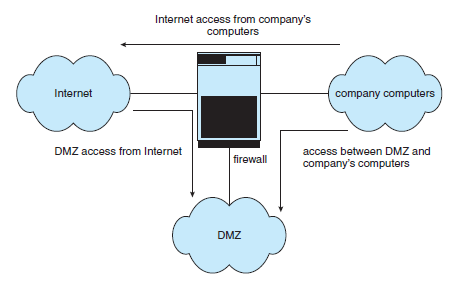 Internet access from company's
computers
Internet
company computers
DMZ access from Internet
firewall
access between DMZ and
company's computers
DMZ